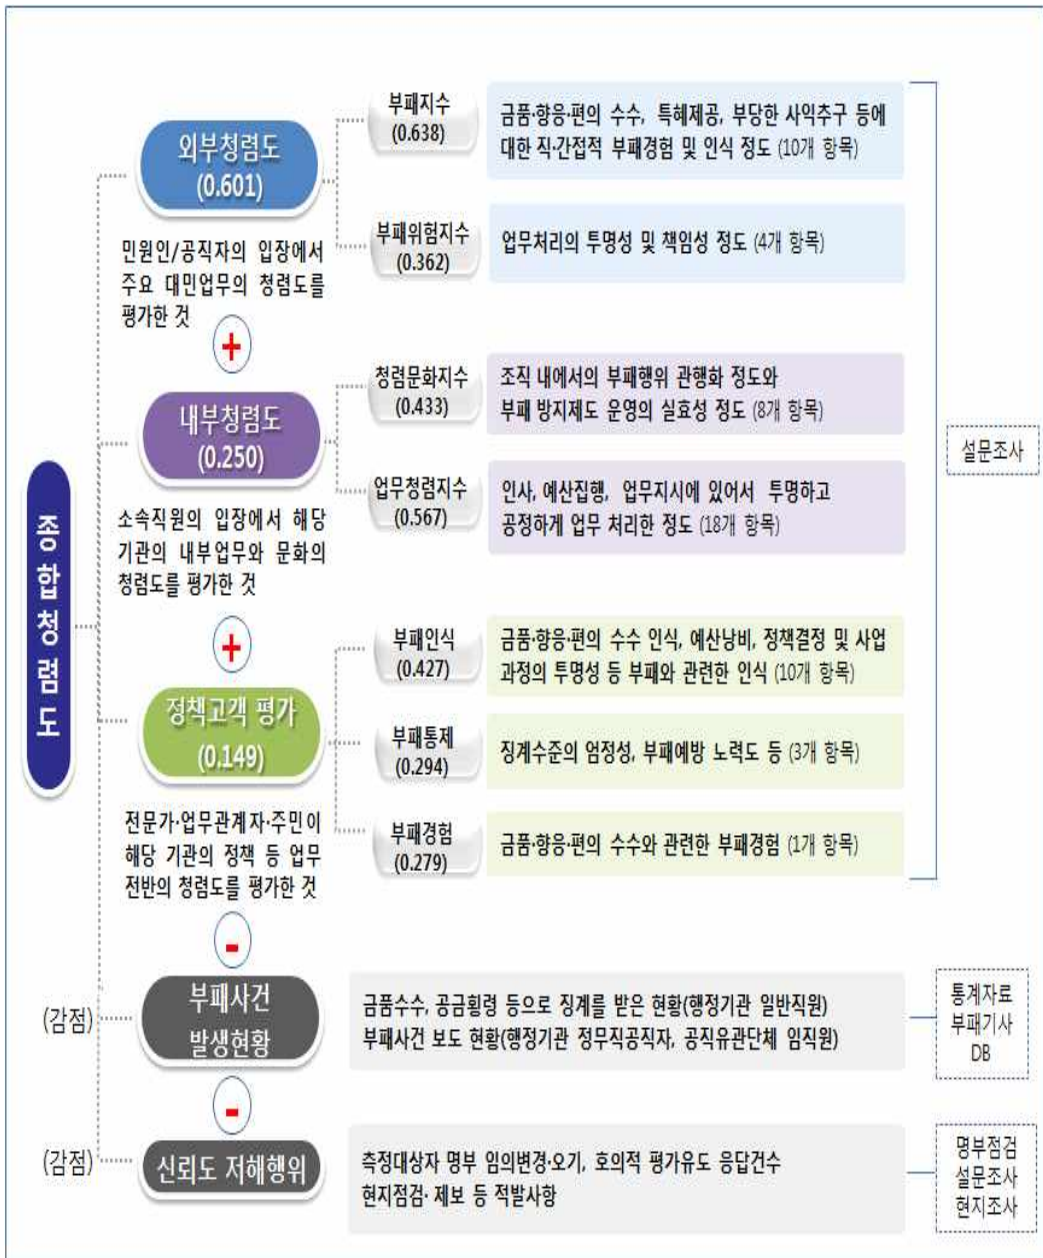 종합청렴도
외부청렴도
(0.601)
민원인/공직자의 입장에서
주요 대민업무의 청렴도를
평가한 것
부패지수
(0.638)
금품·향응·편의 수수, 특혜제공, 부당한 사익추구 등에
대한 직·간접적 부패경험 및 인식 정도 (10개 항목)
부패위험지수
(0.362)
업무처리의 투명성 및 책임성 정도 (4개 항목)
+
내부청렴도
(0.250)
소속직원의 입장에서 해당
기관의 내부업무와 문화의
청렴도를 평가한 것
청렴문화지수
(0.433)
조직 내에서의 부패행위 관행화 정도와
부패 방지제도 운영의 실효성 정도 (8개 항목)
업무청렴지수
(0.567)
인사, 예산집행, 업무지시에 있어서 투명하고
공정하게 업무 처리한 정도 (18개 항목)
설문조사
+
정책고객 평가
(0.149)
전문가·업무관계자·주민이
해당 기관의 정책 등 업무
전반의 청렴도를 평가한 것
부패인식
(0.427)
금품·향응·편의 수수 인식, 예산낭비, 정책결정 및 사업
과정의 투명성 등 부패와 관련한 인식 (10개 항목)
부패통제
(0.294)
징계수준의 엄정성, 부패예방 노력도 등 (3개 항목)
부패경험
(0.279)
금품·향응·편의 수수와 관련한 부패경험 (1개 항목)
-
(감점)
부패사건
발생현황
금품수수, 공금횡령 등으로 징계를 받은 현황(행정기관 일반직원)
부패사건 보도 현황(행정기관 정무직공직자, 공직유관단체 임직원)
통계자료
부패기사
DB
-
(감점)
신뢰도 저해행위
측정대상자 명부 임의변경·오기, 호의적 평가유도 응답건수
현지점검· 제보 등 적발사항
명부점검
설문조사
현지조사